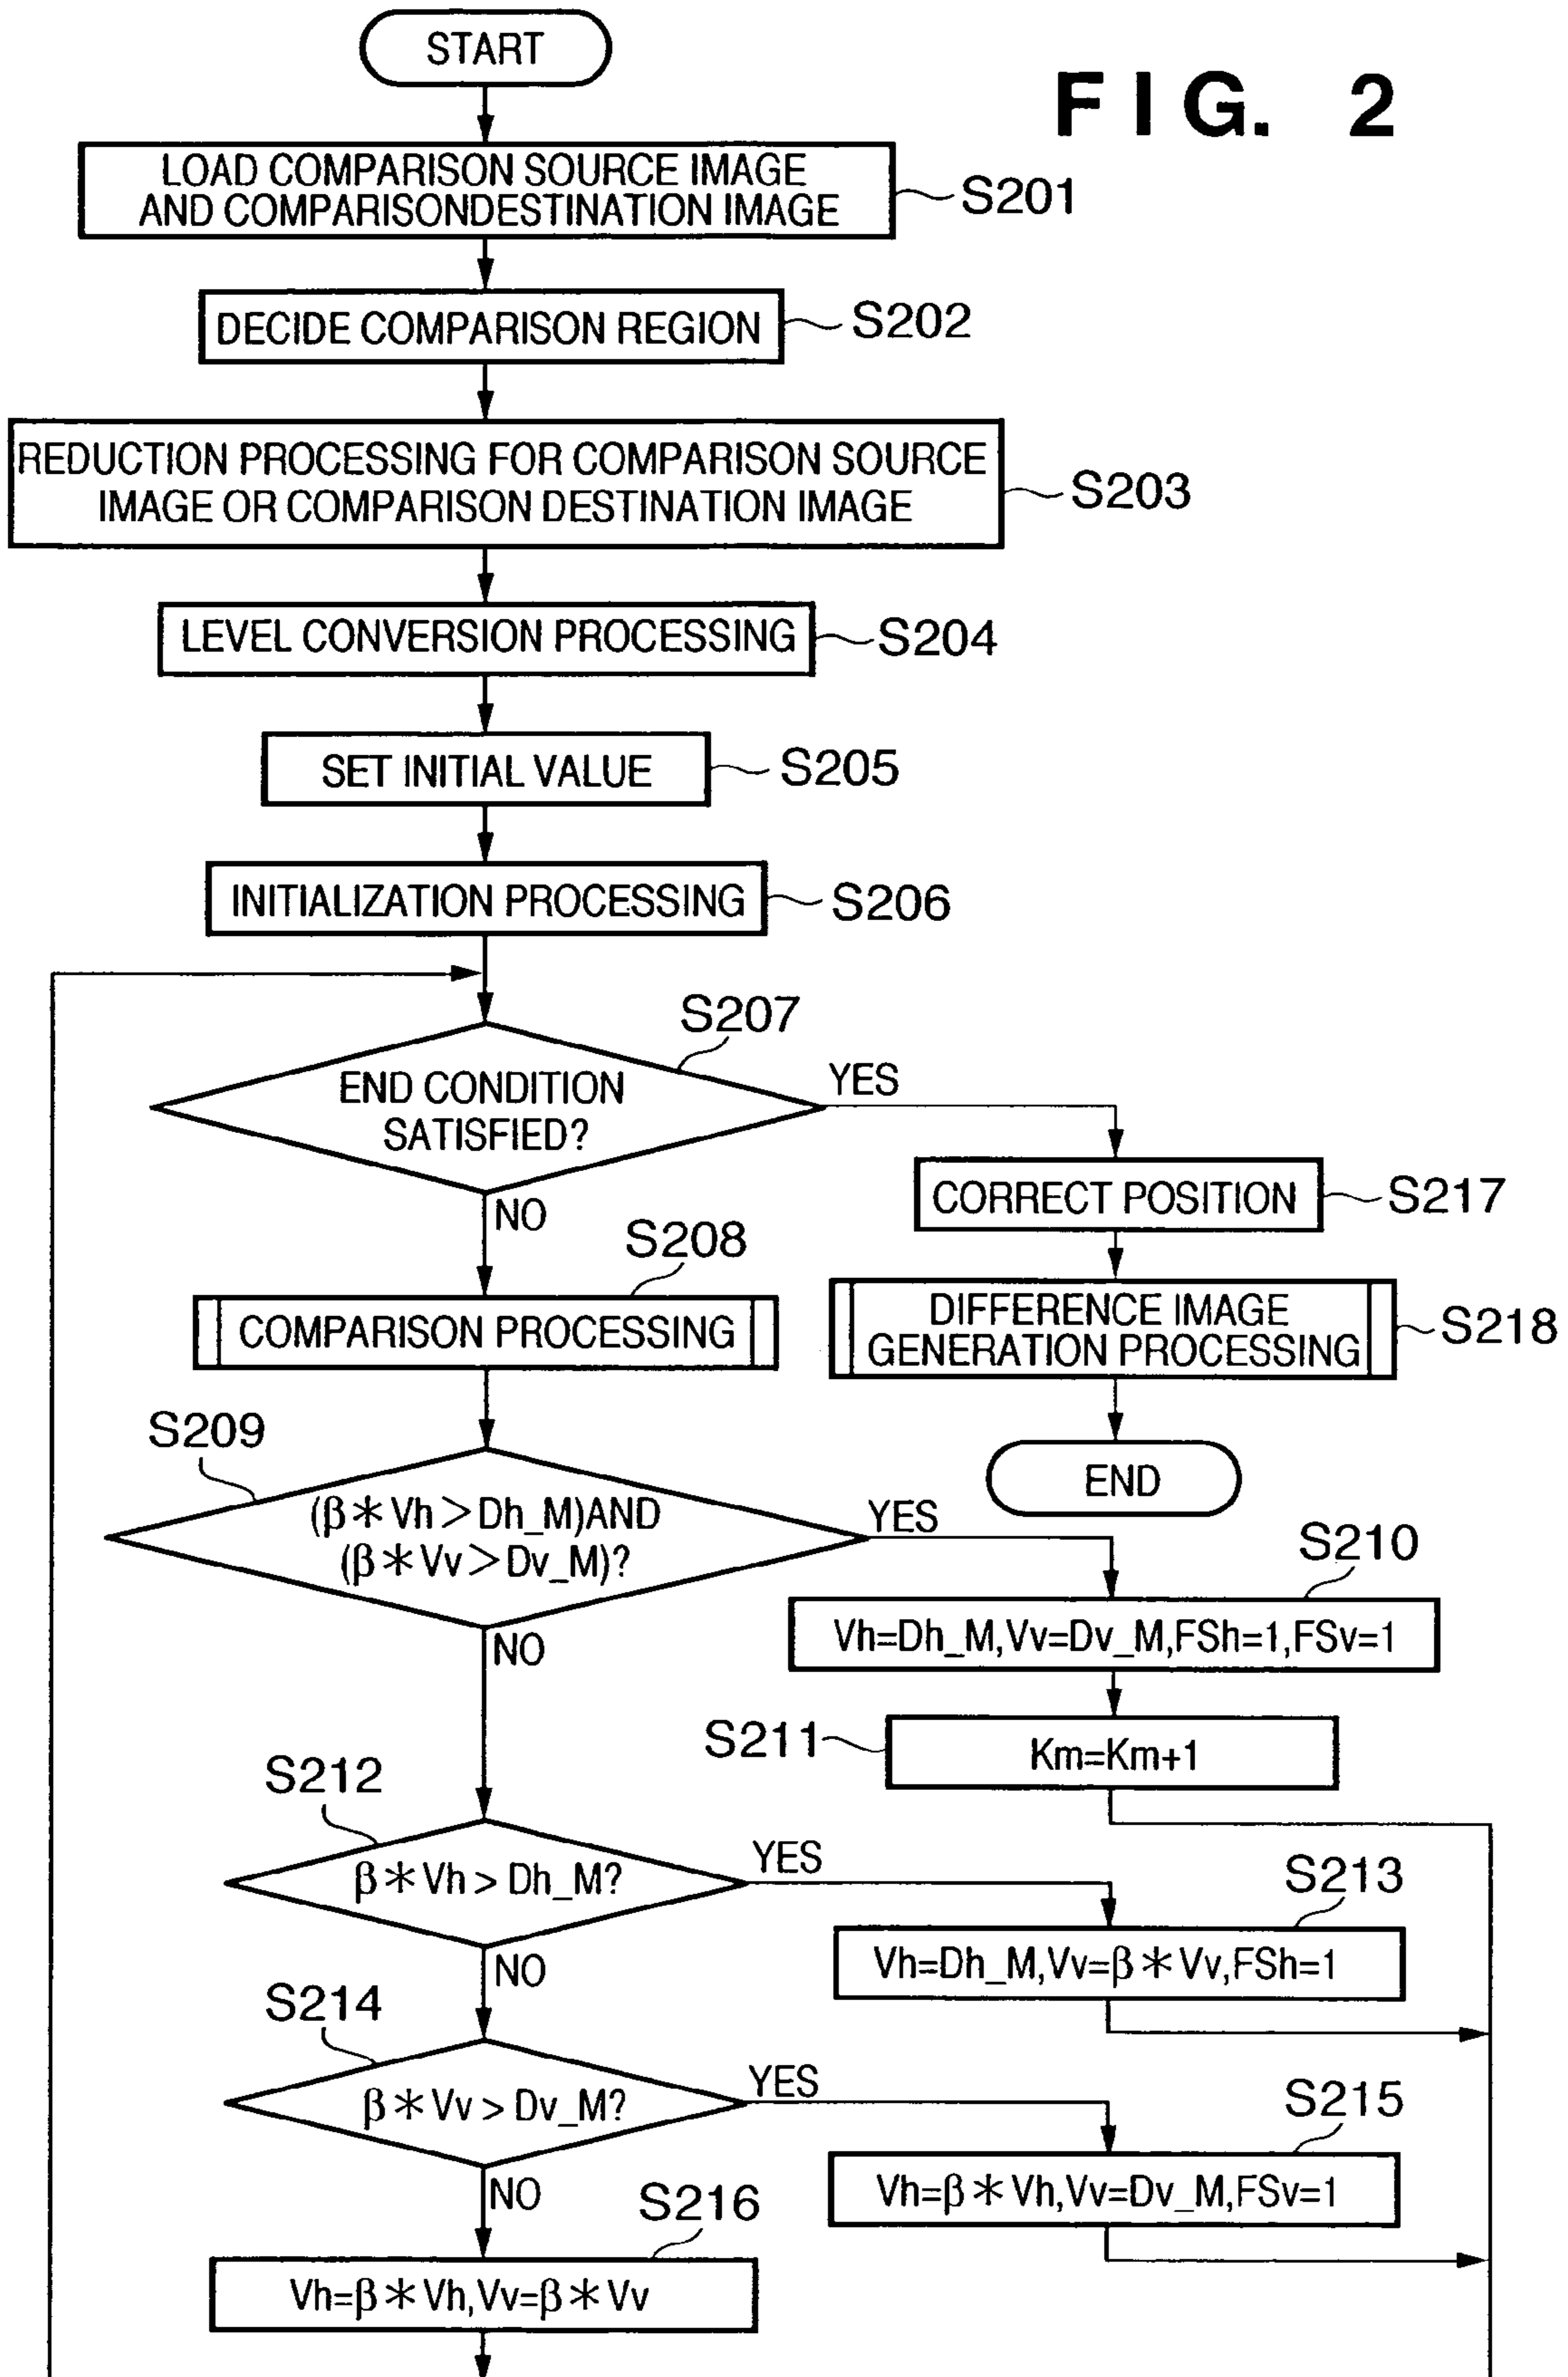 START
FIG. 2
LOAD COMPARISON SOURCE IMAGE
AND COMPARISONDESTINATION IMAGE
S201
DECIDE COMPARISON REGION
S202
REDUCTION PROCESSING FOR COMPARISON SOURCE
IMAGE OR COMPARISON DESTINATION IMAGE
S203
LEVEL CONVERSION PROCESSING
S204
SET INITIAL VALUE
S205
INITIALIZATION PROCESSING
S206
S207
END CONDITION
SATISFIED?
YES
NO
CORRECT POSITION
S217
S208
COMPARISON PROCESSING
DIFFERENCE IMAGE
GENERATION PROCESSING
S218
END
S209
(β*Vh>Dh_M)AND
(β*Vv>Dv_M)?
YES
NO
S210
Vh=Dh_M,Vv=Dv_M,FSh=1,FSv=1
S211
Km=Km+1
S212
β*Vh>Dh_M?
YES
NO
S213
Vh=Dh_M,Vv=β*Vv,FSh=1
S214
β*Vv>Dv_M?
YES
NO
S215
Vh=β*Vh,Vv=Dv_M,FSv=1
S216
Vh=β*Vh,Vv=β*Vv